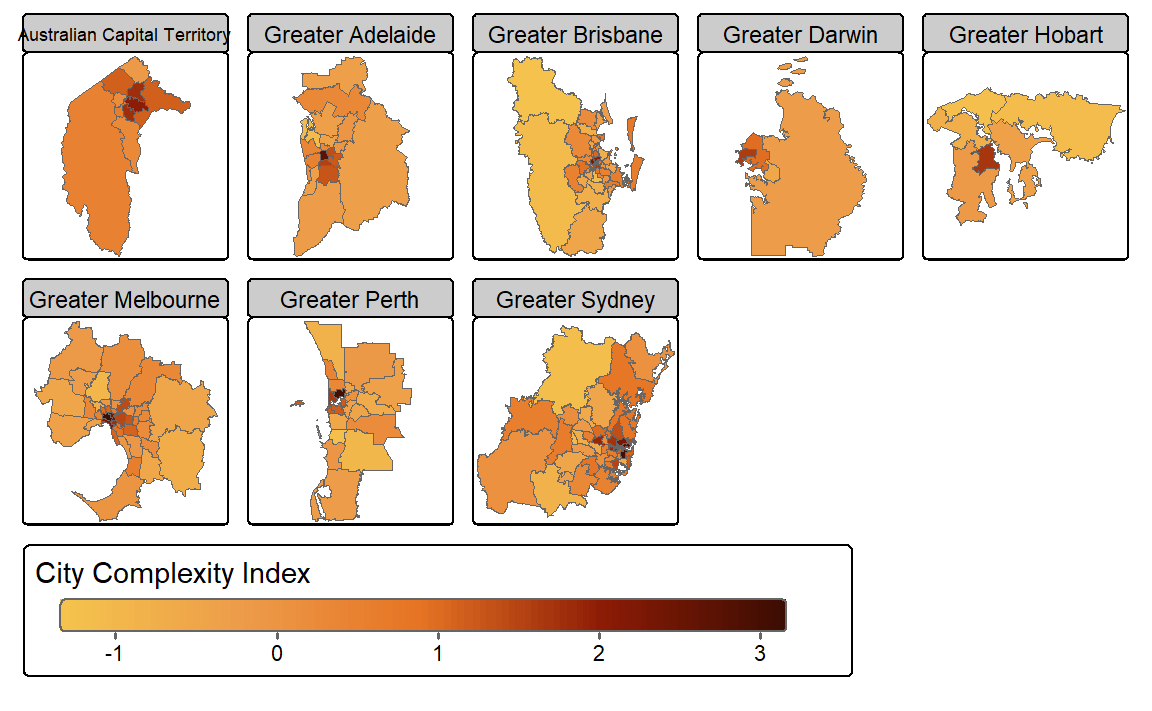 Australian Capital Territory
Greater Adelaide
Greater Brisbane
Greater Darwin
Greater Hobart
Greater Melbourne
Greater Perth
Greater Sydney
City Complexity Index
-1 0 1 2 3